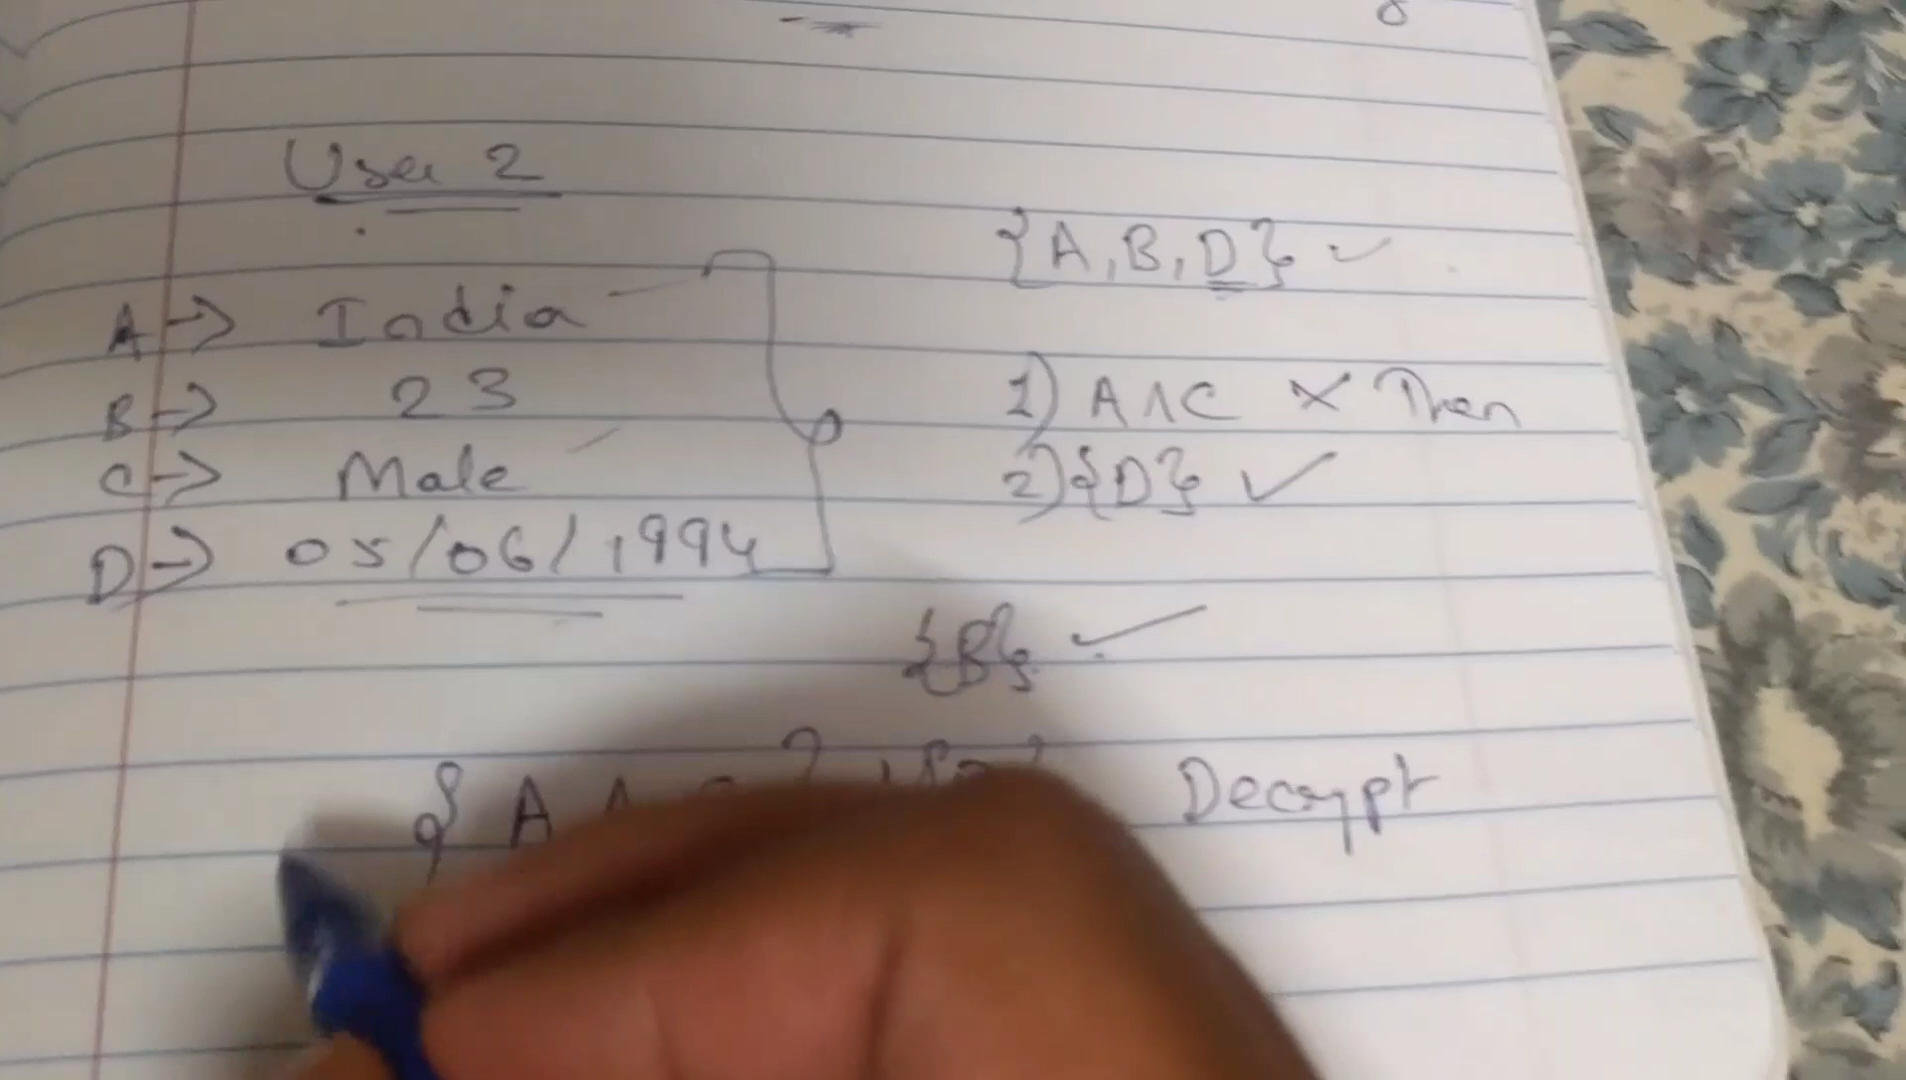 User 2
{A, B, D} ✓
A → India
B → 23
C → Male
D → 05/06/1994
1) A ∧ C × Then
2) {D} ✓
{B} ✓
{ A ∧ Decrypt